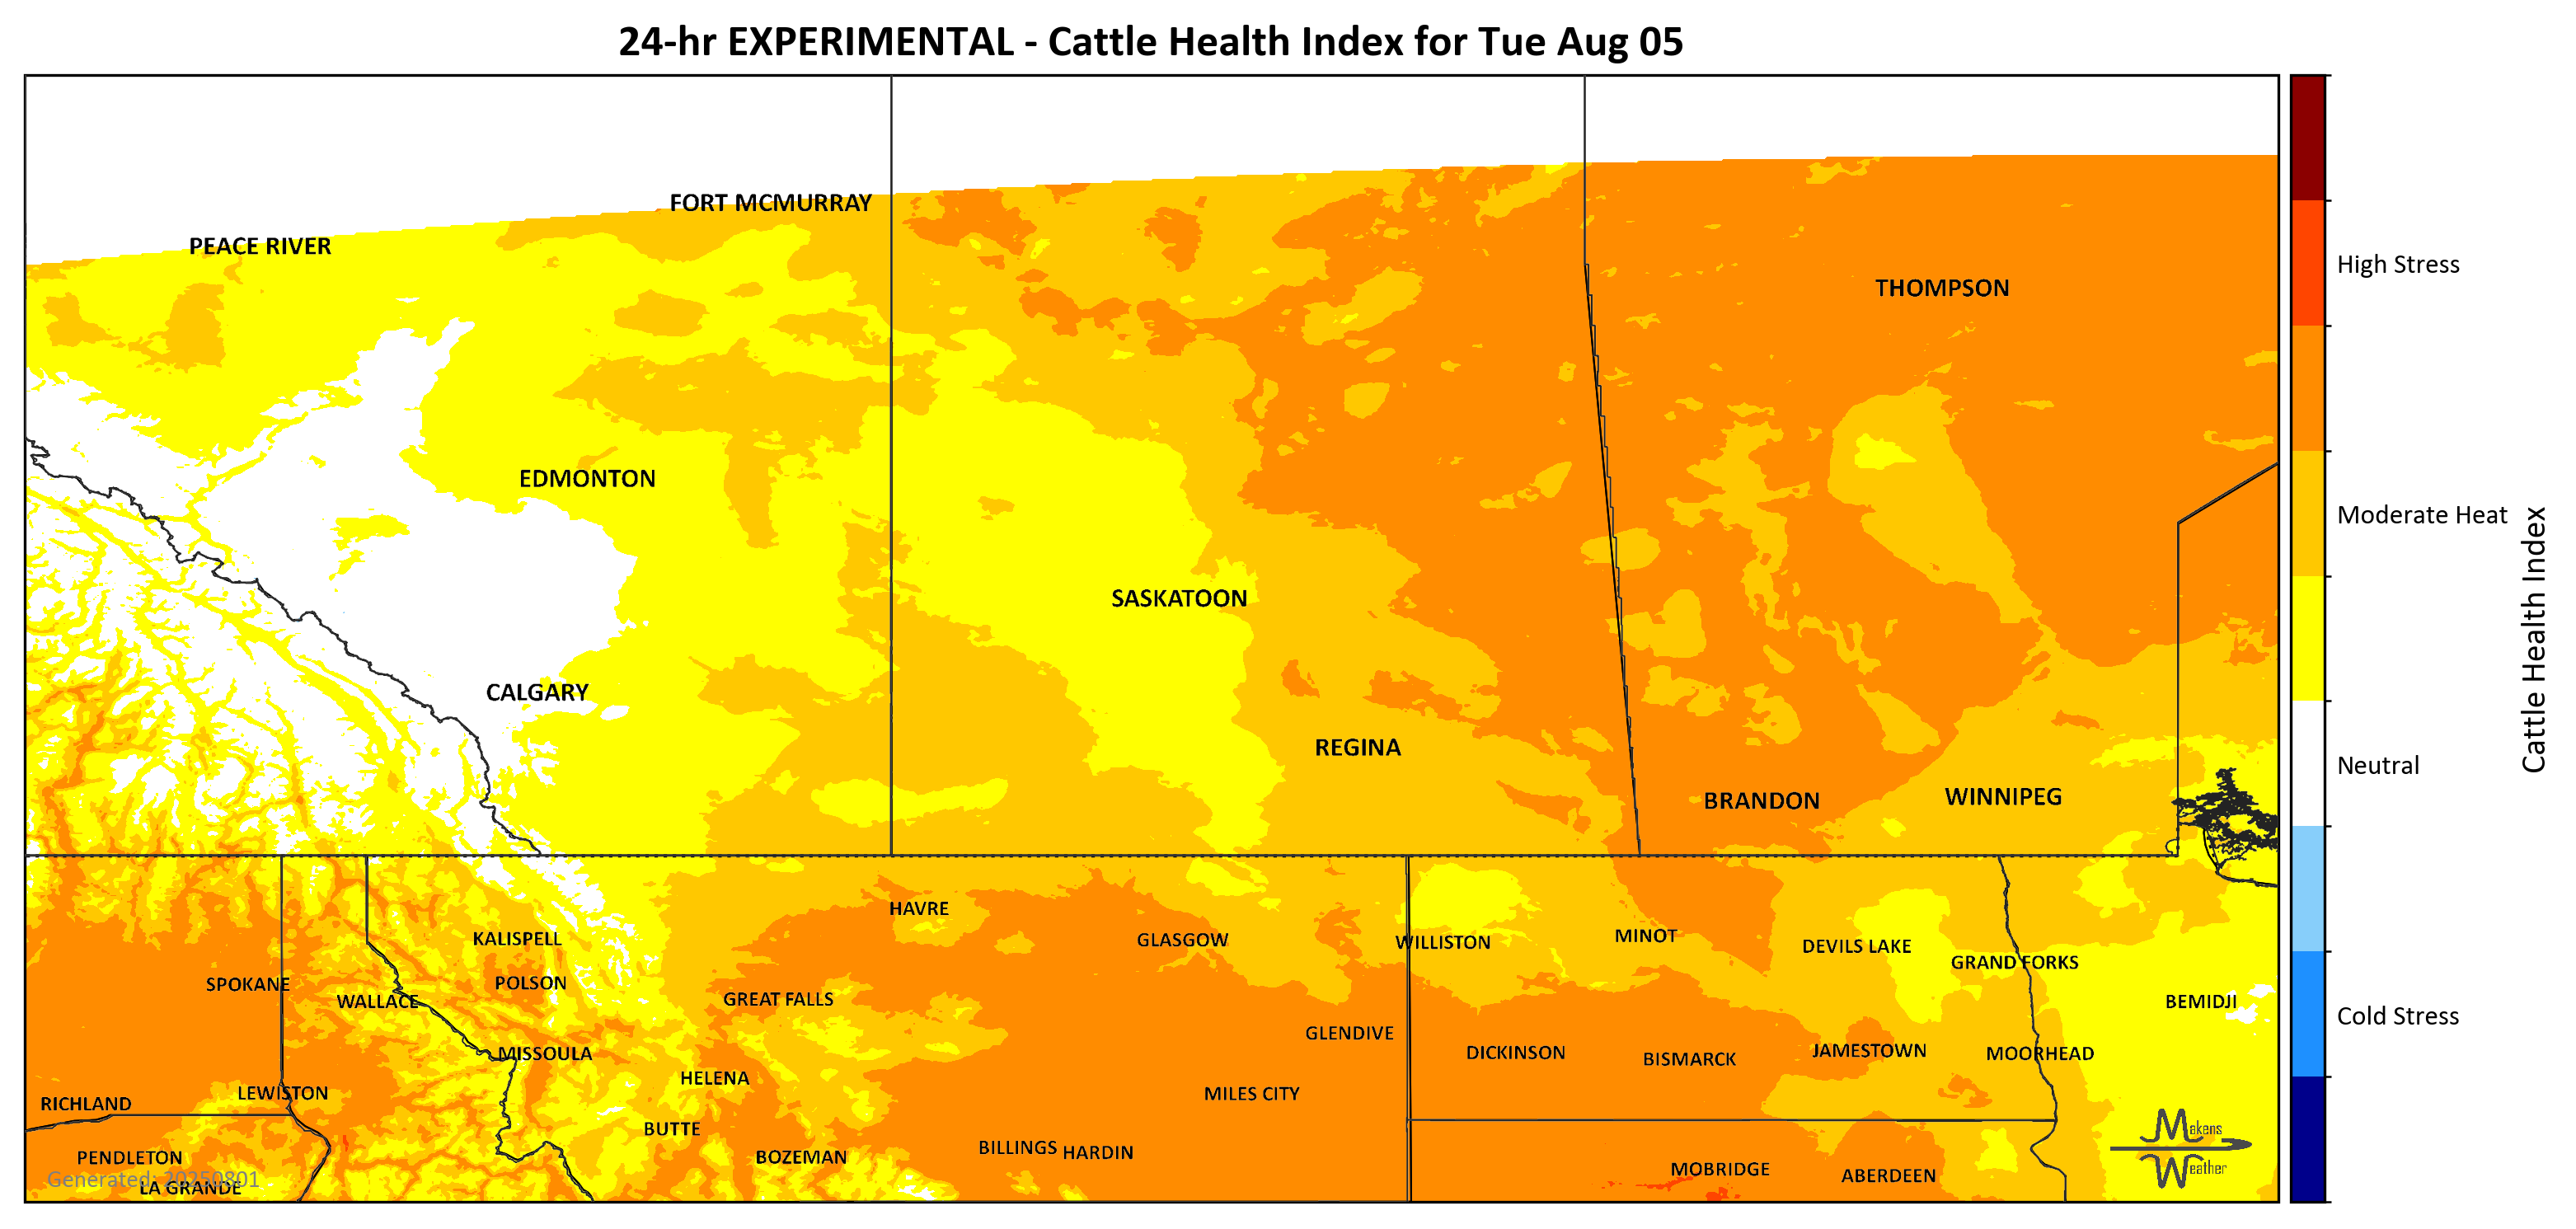 24-hr EXPERIMENTAL - Cattle Health Index for Tue Aug 05
FORT MCMURRAY
PEACE RIVER
THOMPSON
High Stress
EDMONTON
Moderate Heat
SASKATOON
CALGARY
REGINA
Neutral
Cattle Health Index
BRANDON
WINNIPEG
HAVRE
KALISPELL
GLASGOW
WILLISTON
MINOT
DEVILS LAKE
GRAND FORKS
SPOKANE
POLSON
WALLACE
GREAT FALLS
BEMIDJI
Cold Stress
GLENDIVE
MISSOULA
DICKINSON
BISMARCK
JAMESTOWN
MOORHEAD
HELENA
LEWISTON
MILES CITY
RICHLAND
BUTTE
Makens
Weather
BILLINGS
HARDIN
PENDLETON
BOZEMAN
MOBRIDGE
ABERDEEN
Generated: 20250801
LA GRANDE